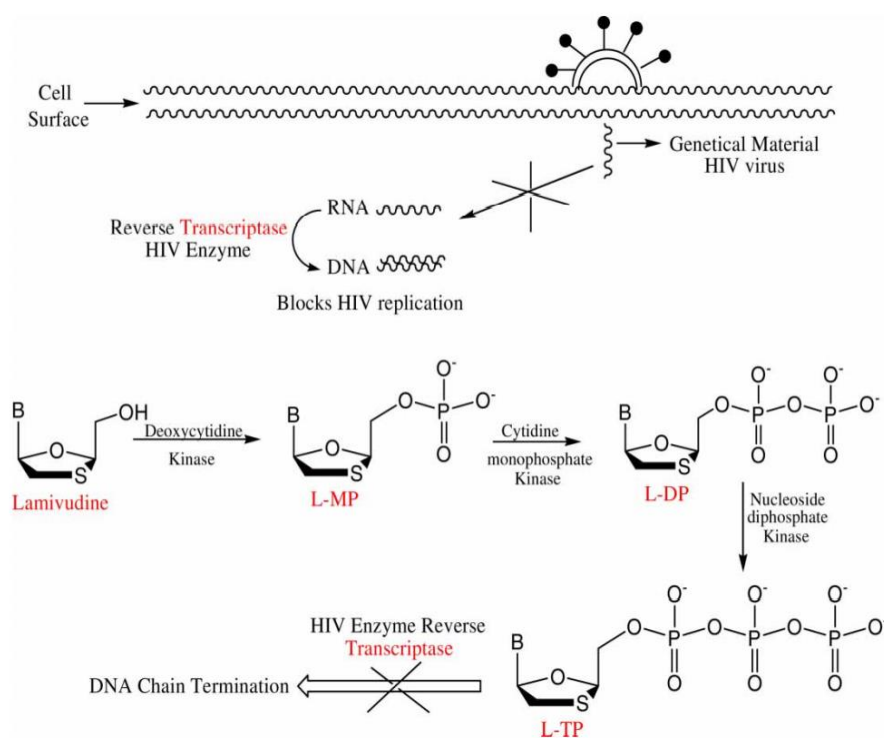 Cell
Surface
Genetical Material
HIV virus
RNA
Reverse Transcriptase
HIV Enzyme
DNA
Blocks HIV replication
B
OH
O
S
Lamivudine
Deoxycytidine
Kinase
B
O
S
O
O-
P
O-
O
L-MP
Cytidine
monophosphate
Kinase
B
O
S
O
O-
P
O
O
O-
P
O-
O
L-DP
Nucleoside
diphosphate
Kinase
HIV Enzyme Reverse
Transcriptase
DNA Chain Termination
B
O
S
O
O-
P
O
O
O-
P
O
O
O-
P
O-
O
L-TP